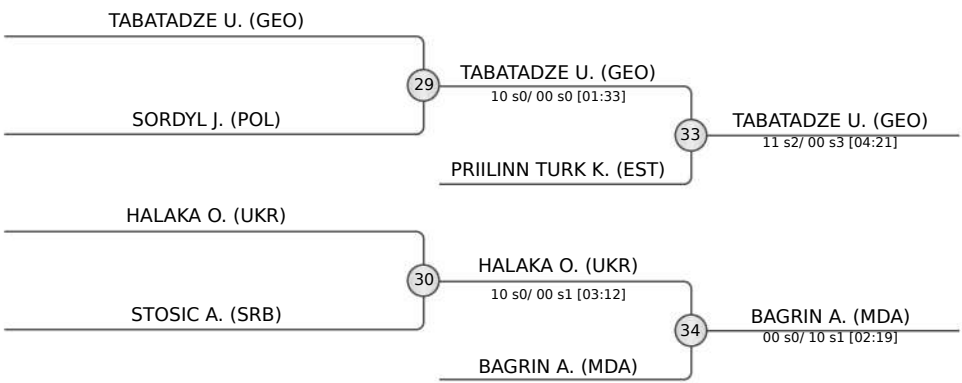 TABATADZE U. (GEO)
29
SORDYL J. (POL)
TABATADZE U. (GEO)
10 s0/ 00 s0 [01:33]
33
PRIILINN TURK K. (EST)
TABATADZE U. (GEO)
11 s2/ 00 s3 [04:21]
HALAKA O. (UKR)
30
STOSIC A. (SRB)
HALAKA O. (UKR)
10 s0/ 00 s1 [03:12]
34
BAGRIN A. (MDA)
BAGRIN A. (MDA)
00 s0/ 10 s1 [02:19]